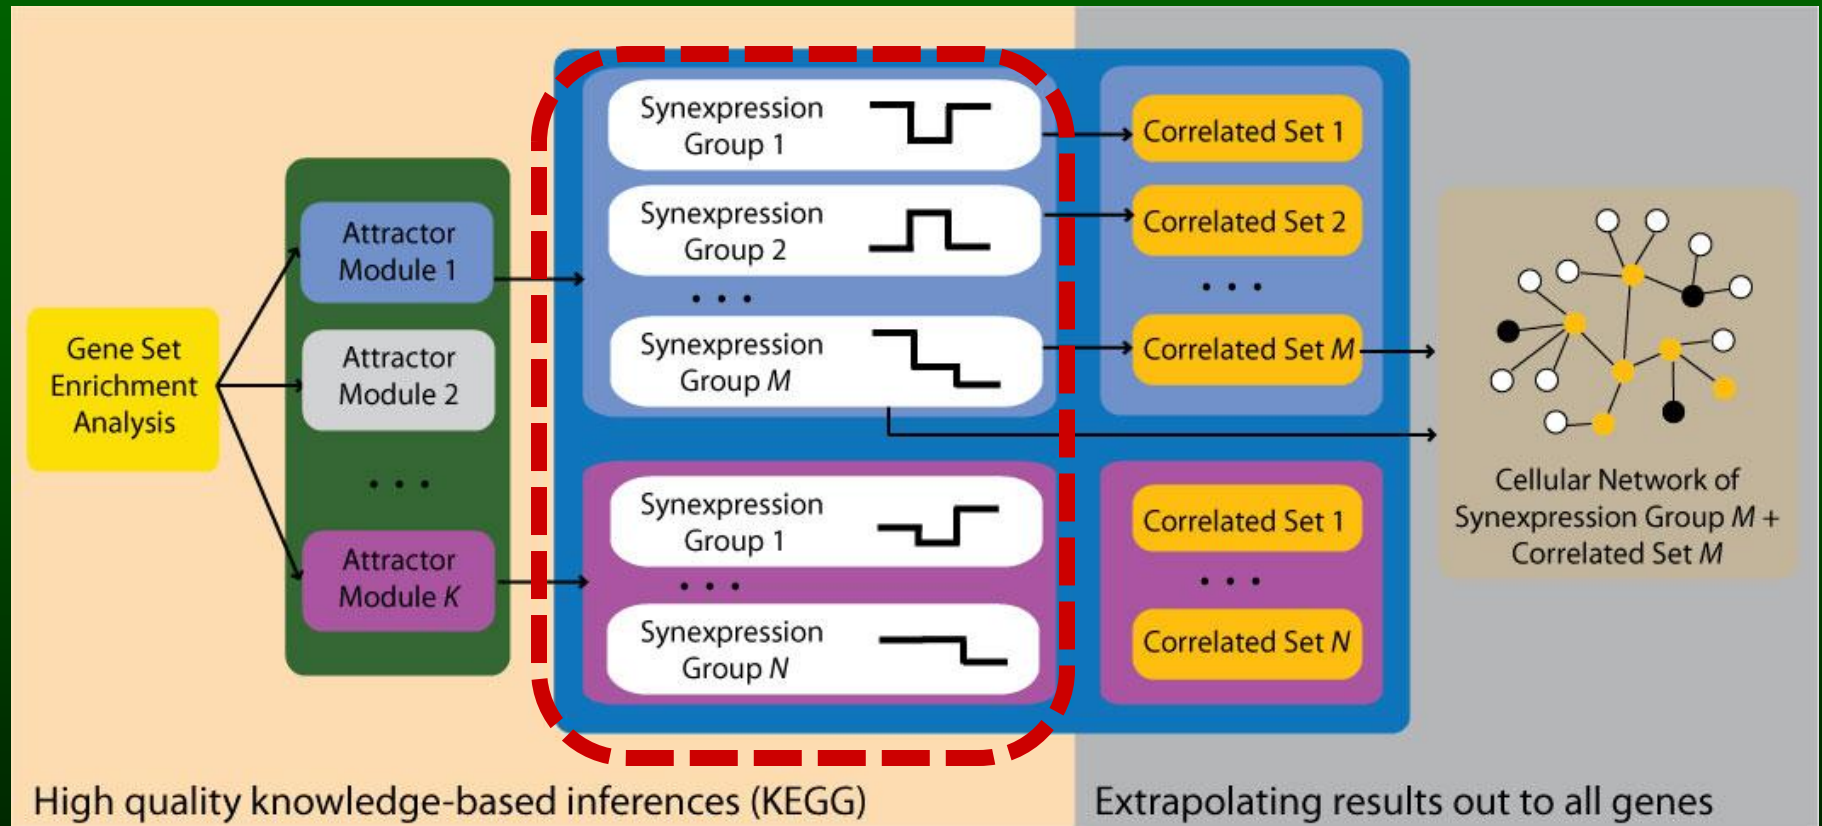 Gene Set
Enrichment
Analysis
Attractor
Module 1
Attractor
Module 2
• • •
Attractor
Module K
Synexpression
Group 1
Synexpression
Group 2
• • •
Synexpression
Group M
Synexpression
Group 1
• • •
Synexpression
Group N
Correlated Set 1
Correlated Set 2
• • •
Correlated Set M
Correlated Set 1
• • •
Correlated Set N
Cellular Network of
Synexpression Group M +
Correlated Set M
High quality knowledge-based inferences (KEGG)
Extrapolating results out to all genes